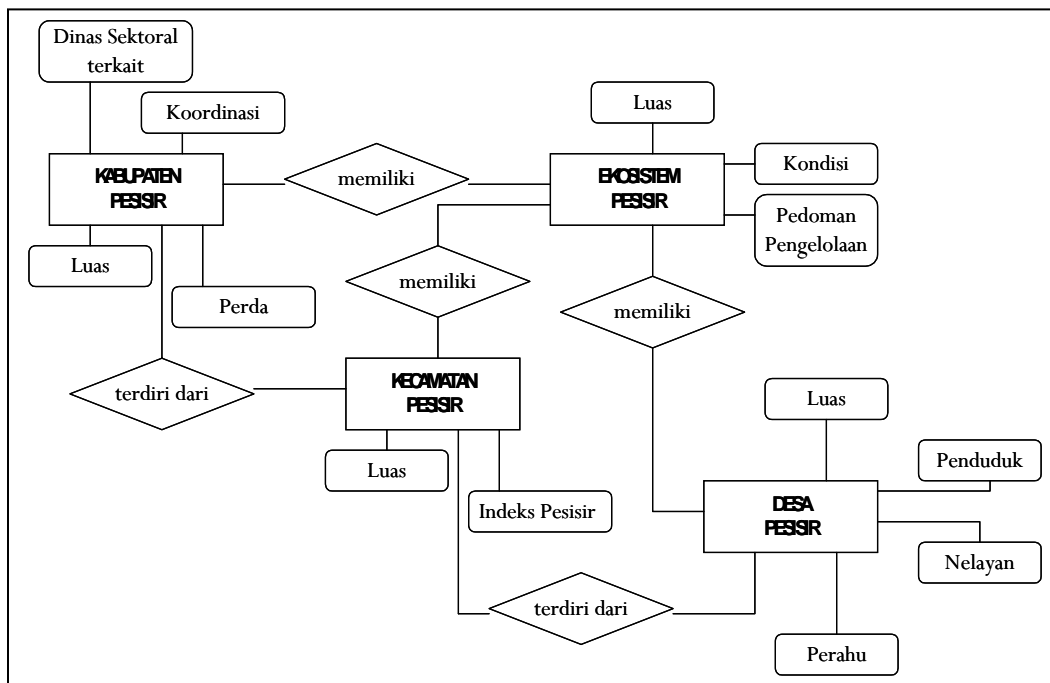 Dinas Sektoral
terkait
Koordinasi
KABUPATEN
PESISIR
Luas
Perda
memiliki
Luas
EKOSISTEM
PESISIR
Kondisi
Pedoman
Pengelolaan
memiliki
memiliki
terdiri dari
KECAMATAN
PESISIR
Luas
Indeks Pesisir
Luas
Penduduk
DESA
PESISIR
Nelayan
terdiri dari
Perahu